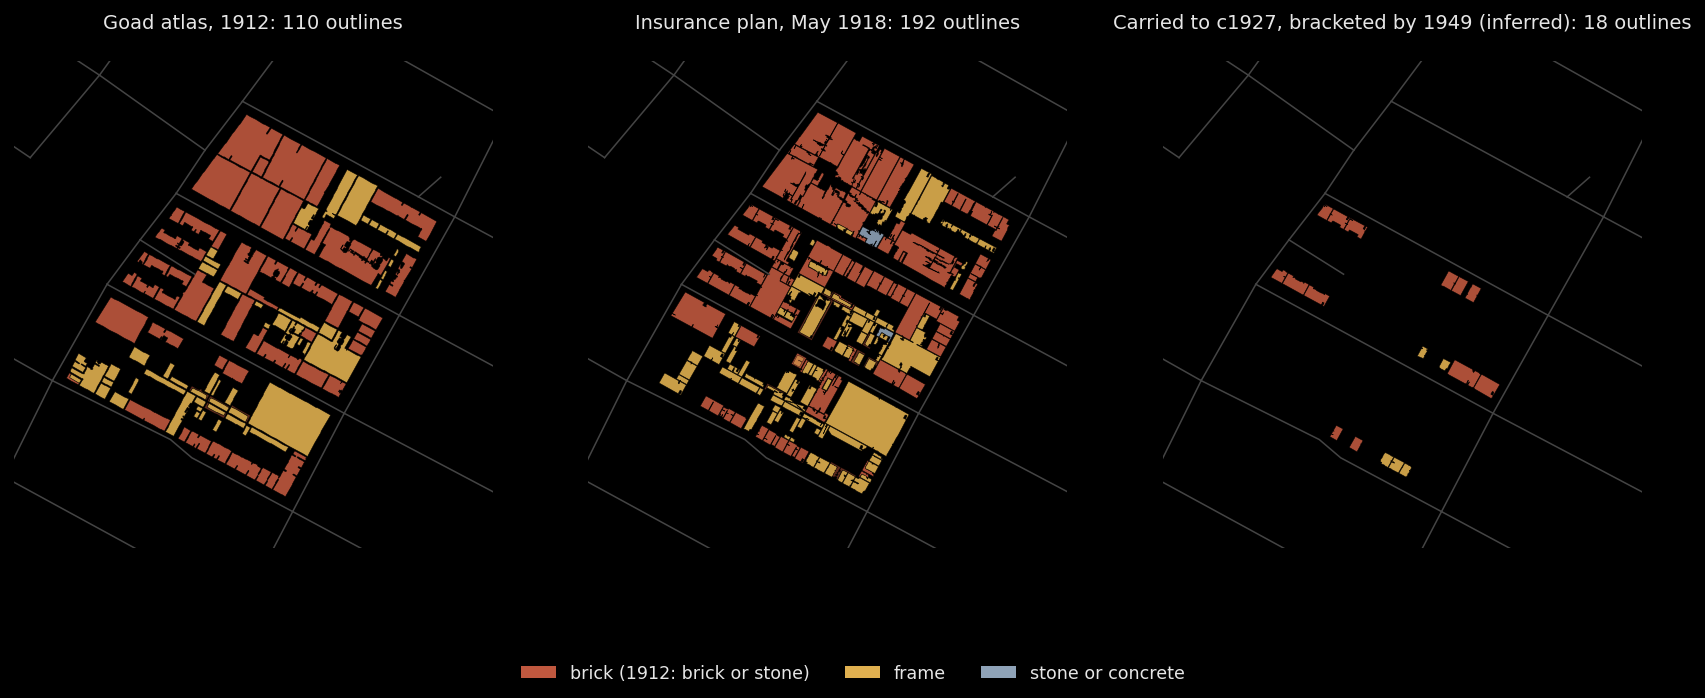 Goad atlas, 1912: 110 outlines
Insurance plan, May 1918: 192 outlines
Carried to c1927, bracketed by 1949 (inferred): 18 outlines
brick (1912: brick or stone)
frame
stone or concrete